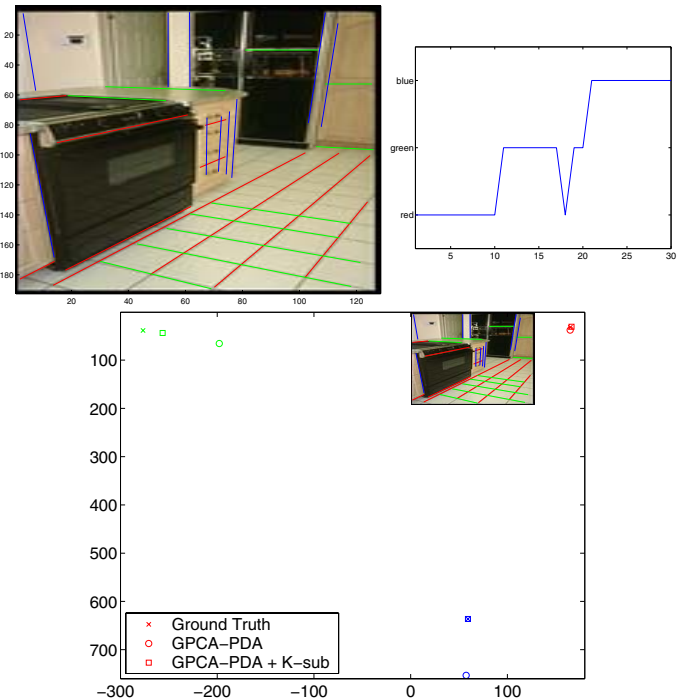 20
40
60
80
100
120
140
160
180
20 40 60 80 100 120
blue
green
red
5 10 15 20 25 30
100
200
300
400
500
600
700
−300 −200 −100 0 100
Ground Truth
GPCA−PDA
GPCA−PDA + K−sub